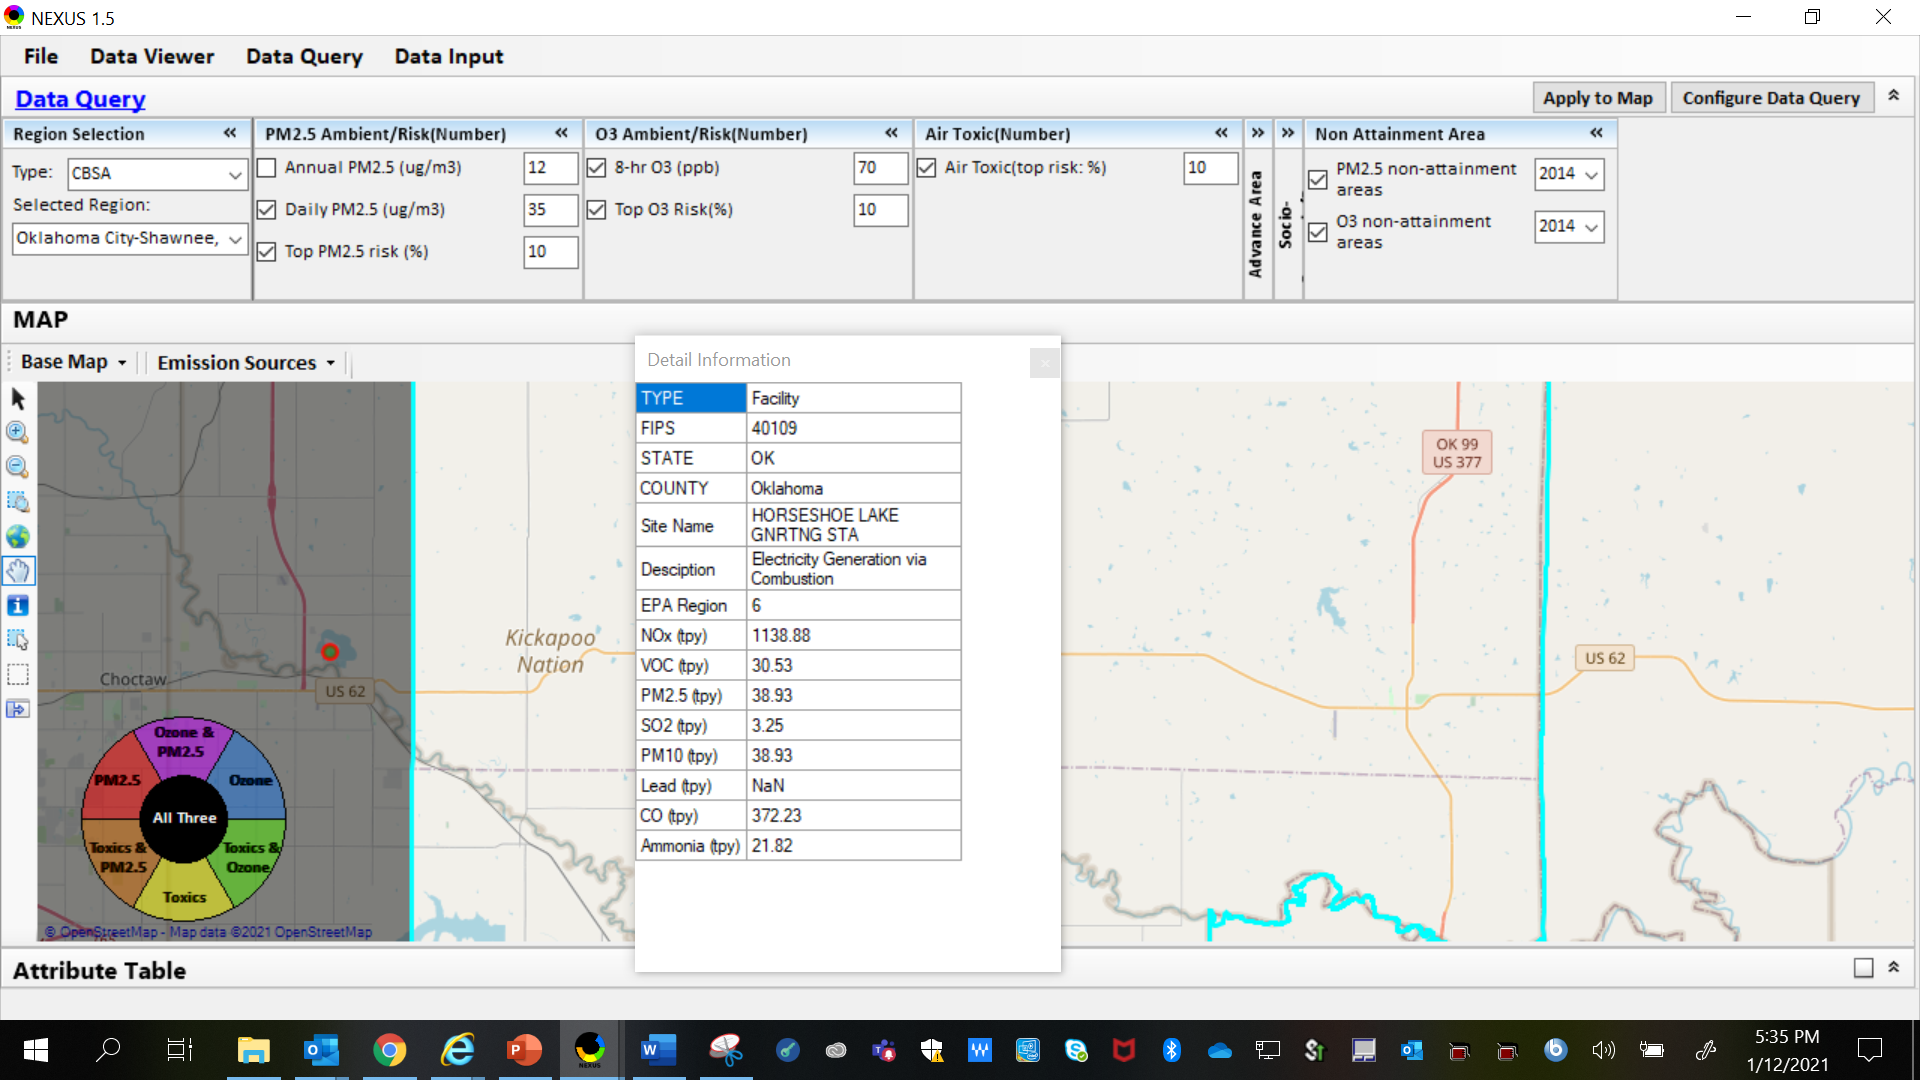 NEXUS 1.5
File Data Viewer Data Query Data Input
Data Query
Apply to Map Configure Data Query
Region Selection
Type: CBSA
Selected Region:
Oklahoma City-Shawnee,
PM2.5 Ambient/Risk(Number)
Annual PM2.5 (ug/m3) 12
Daily PM2.5 (ug/m3) 35
Top PM2.5 risk (%) 10
O3 Ambient/Risk(Number)
8-hr O3 (ppb) 70
Top O3 Risk(%) 10
Air Toxic(Number)
Air Toxic(top risk: %) 10
Advance Area
Socio-
Non Attainment Area
PM2.5 non-attainment
areas
2014
O3 non-attainment
areas
2014
MAP
Base Map Emission Sources
Detail Information
TYPE Facility
FIPS 40109
STATE OK
COUNTY Oklahoma
Site Name HORSESHOE LAKE
GNRTNG STA
Desciption Electricity Generation via
Combustion
EPA Region 6
NOx (tpy) 1138.88
VOC (tpy) 30.53
PM2.5 (tpy) 38.93
SO2 (tpy) 3.25
PM10 (tpy) 38.93
Lead (tpy) NaN
CO (tpy) 372.23
Ammonia (tpy) 21.82
OK 99
US 377
Kickapoo
Nation
US 62
Choctaw
US 62
Ozone &
PM2.5
PM2.5
Ozone
All Three
Toxics &
PM2.5
Toxics &
Ozone
Toxics
© OpenStreetMap - Map data ©2021 OpenStreetMap
Attribute Table
5:35 PM
1/12/2021